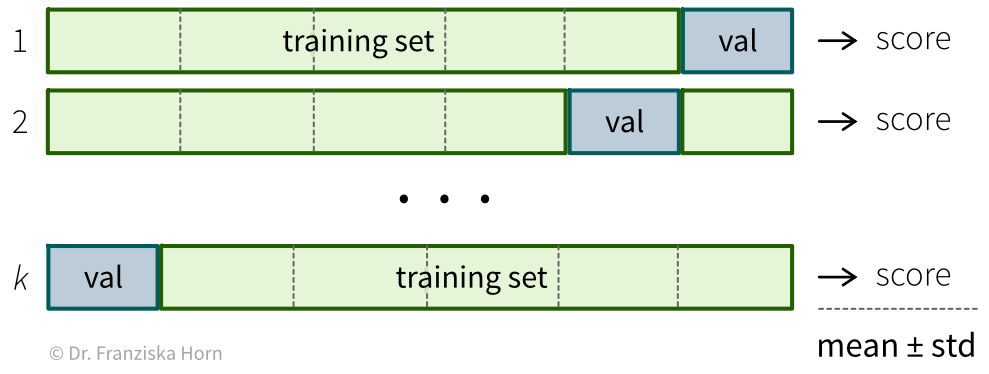 1 training set val → score
2 val → score
. . .
k val training set → score
mean ± std
© Dr. Franziska Horn